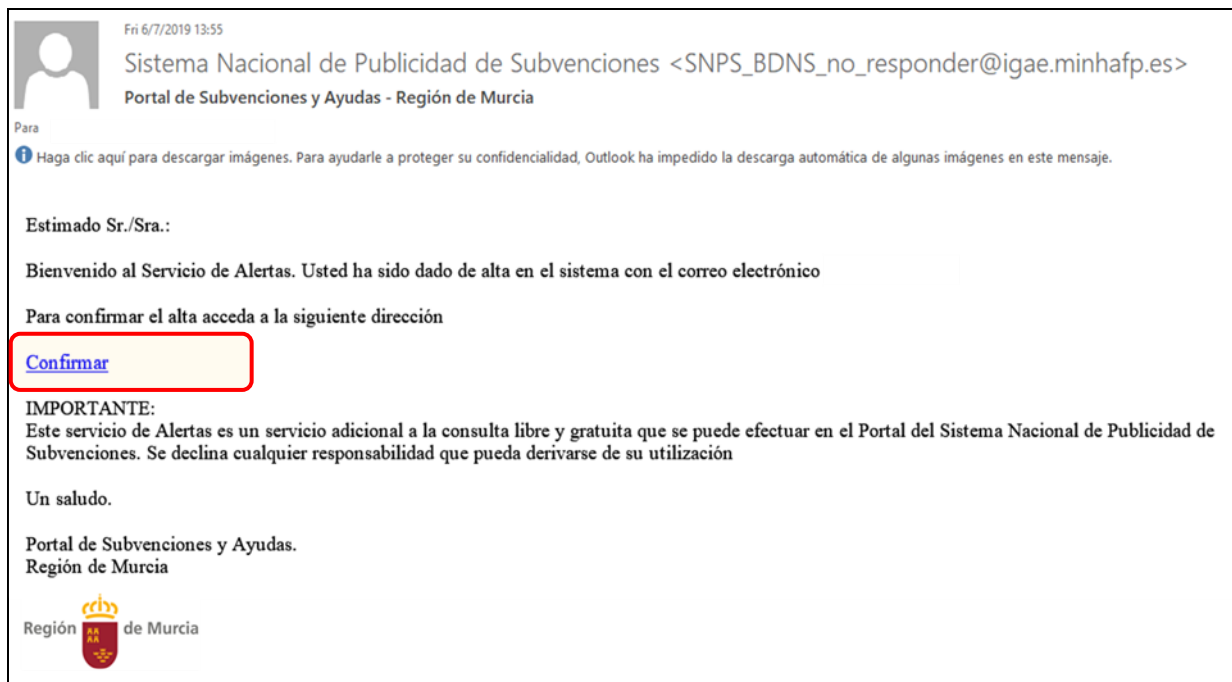 Fri 6/7/2019 13:55
Sistema Nacional de Publicidad de Subvenciones <SNPS_BDNS_no_responder@igae.minhafp.es>
Portal de Subvenciones y Ayudas - Región de Murcia
Para
Haga clic aquí para descargar imágenes. Para ayudarle a proteger su confidencialidad, Outlook ha impedido la descarga automática de algunas imágenes en este mensaje.
Estimado Sr./Sra.:
Bienvenido al Servicio de Alertas. Usted ha sido dado de alta en el sistema con el correo electrónico
Para confirmar el alta acceda a la siguiente dirección
Confirmar
IMPORTANTE:
Este servicio de Alertas es un servicio adicional a la consulta libre y gratuita que se puede efectuar en el Portal del Sistema Nacional de Publicidad de
Subvenciones. Se declina cualquier responsabilidad que pueda derivarse de su utilización
Un saludo.
Portal de Subvenciones y Ayudas.
Región de Murcia
Región de Murcia